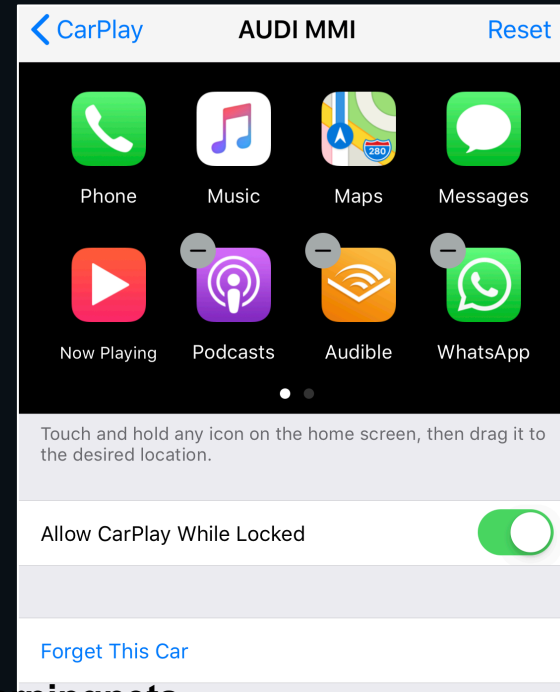 CarPlay AUDI MMI Reset
280
Phone Music Maps Messages
Now Playing Podcasts Audible WhatsApp
Touch and hold any icon on the home screen, then drag it to
the desired location.
Allow CarPlay While Locked
Forget This Car